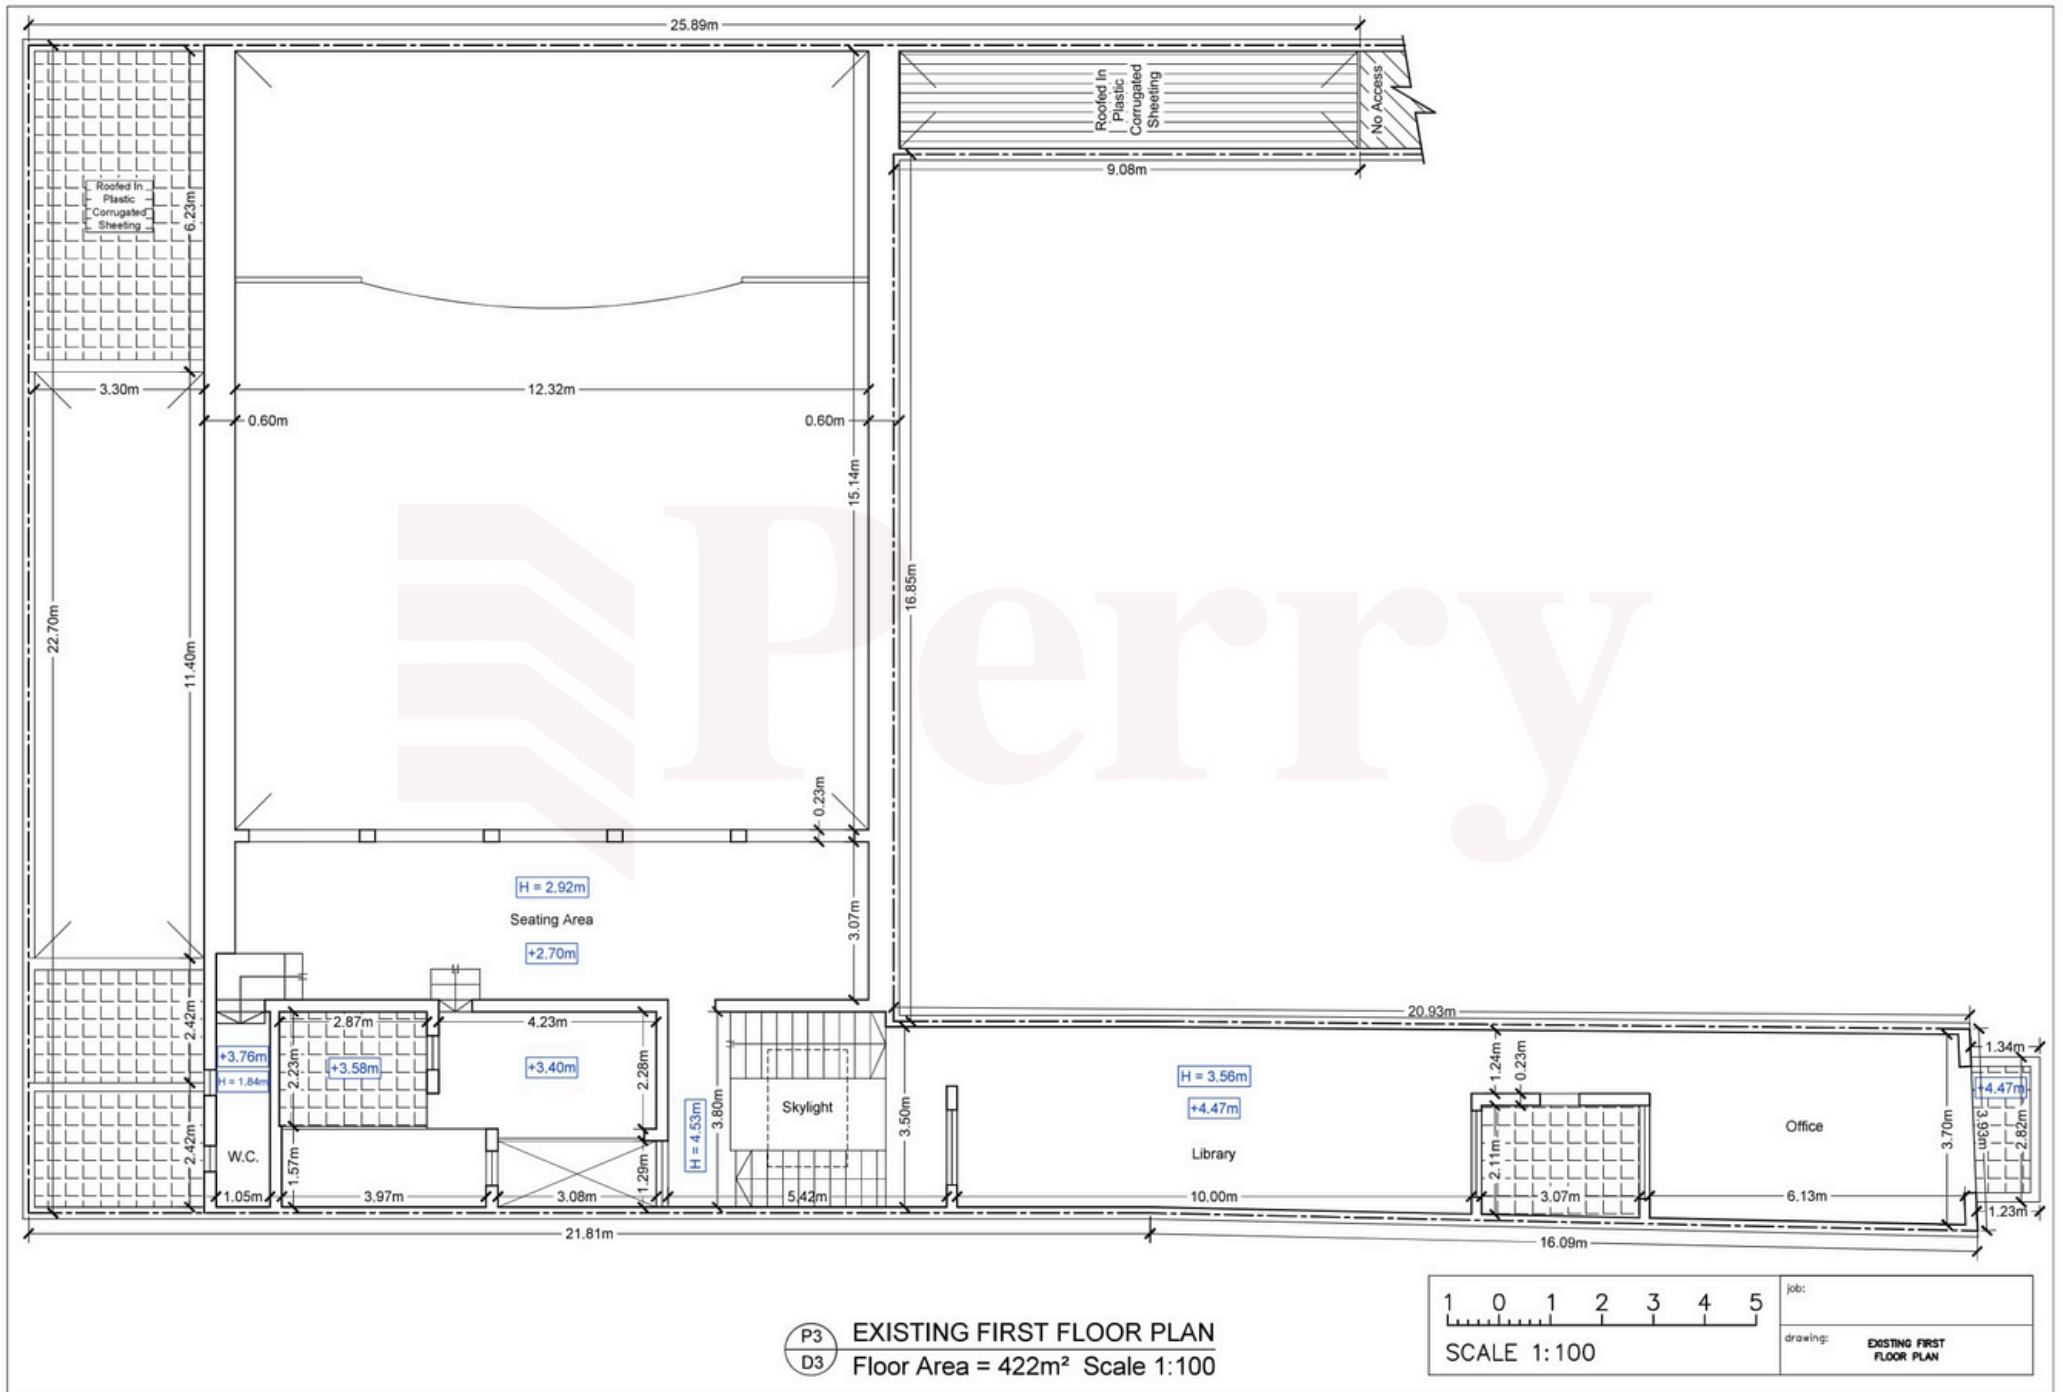 25.89m
Roofed In
Plastic
Corrugated
Sheeting
No Access
9.08m
Roofed In
Plastic
Corrugated
Sheeting
6.23m
3.30m
12.32m
0.60m
0.60m
15.14m
16.85m
22.70m
11.40m
Perry
0.23m
H = 2.92m
Seating Area
+2.70m
3.07m
20.93m
2.42m
2.87m
4.23m
+3.76m
H = 1.84m
2.23m
+3.58m
+3.40m
2.28m
H = 4.53m
3.80m
Skylight
3.50m
H = 3.56m
+4.47m
Library
1.24m
0.23m
2.11m
Office
3.70m
1.34m
+4.47m
3.93m
2.82m
2.42m
W.C.
1.57m
1.29m
1.05m
3.97m
3.08m
5.42m
10.00m
3.07m
6.13m
1.23m
21.81m
16.09m
P3
D3
EXISTING FIRST FLOOR PLAN
Floor Area = 422m² Scale 1:100
1 0 1 2 3 4 5
SCALE 1:100
job:
drawing:
EXISTING FIRST
FLOOR PLAN